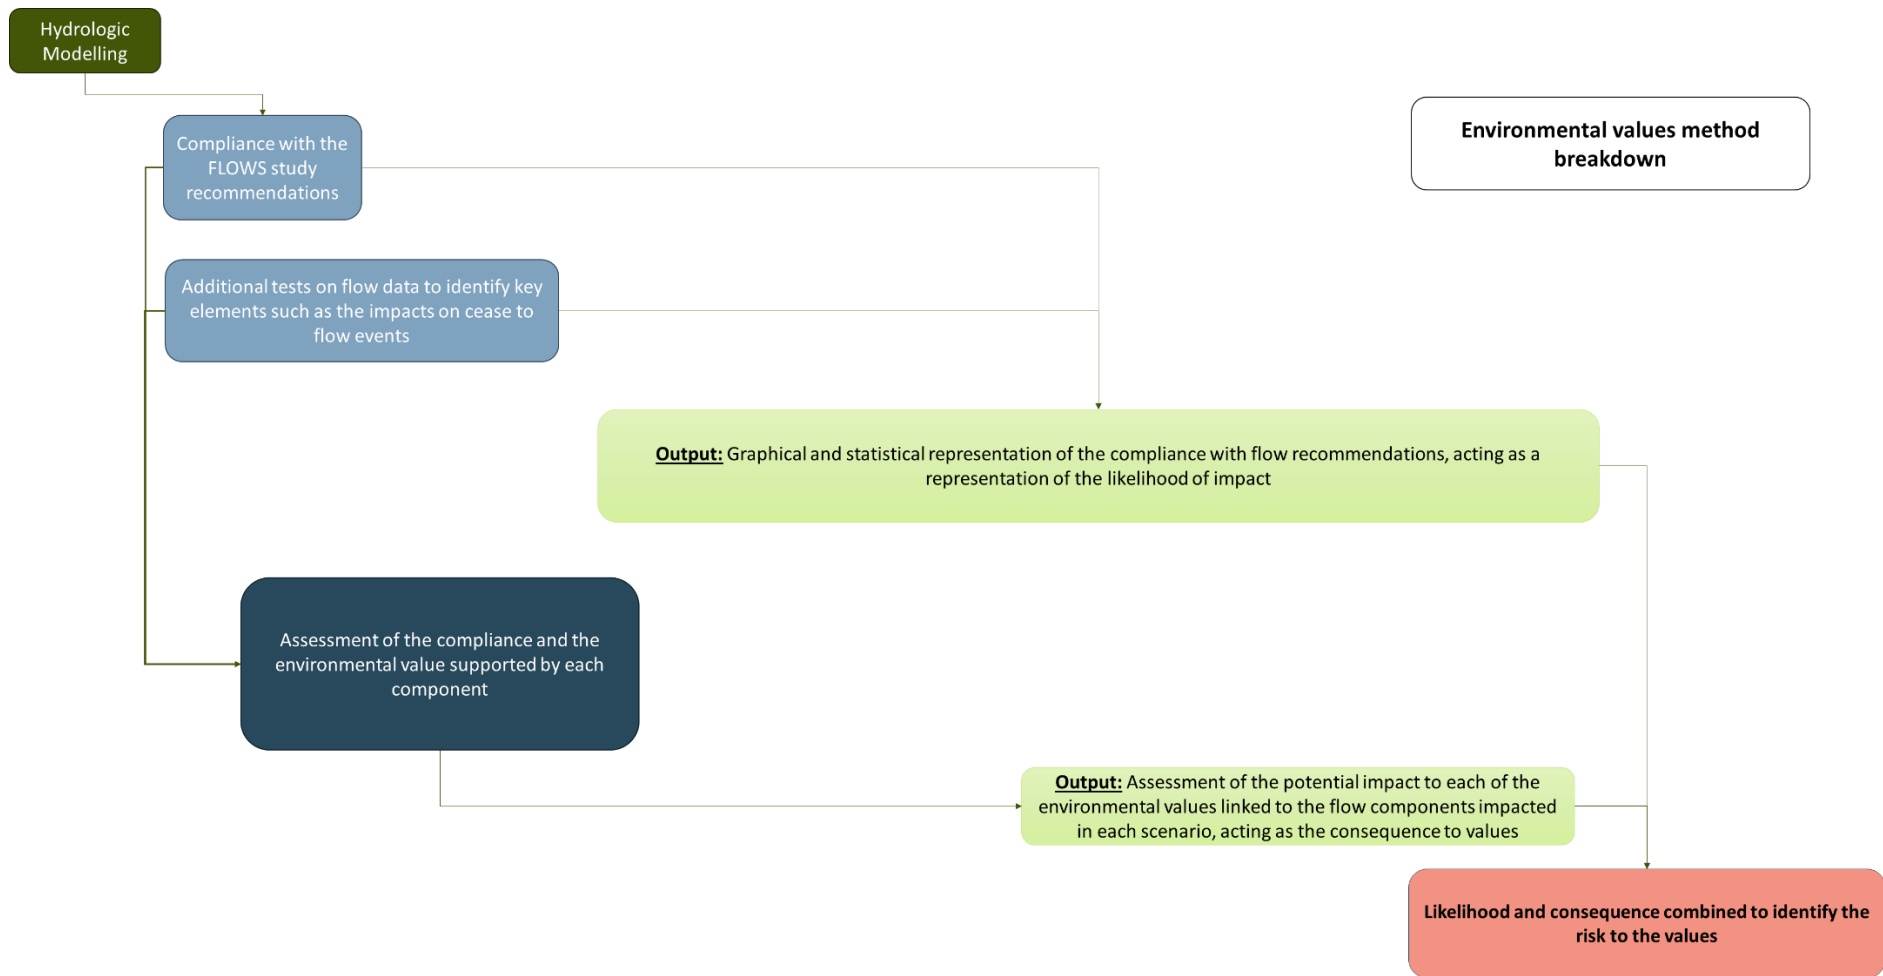 Hydrologic
Modelling
Compliance with the
FLOWS study
recommendations
Environmental values method
breakdown
Additional tests on flow data to identify key
elements such as the impacts on cease to
flow events
Output: Graphical and statistical representation of the compliance with flow recommendations, acting as a
representation of the likelihood of impact
Assessment of the compliance and the
environmental value supported by each
component
Output: Assessment of the potential impact to each of the
environmental values linked to the flow components impacted
in each scenario, acting as the consequence to values
Likelihood and consequence combined to identify the
risk to the values